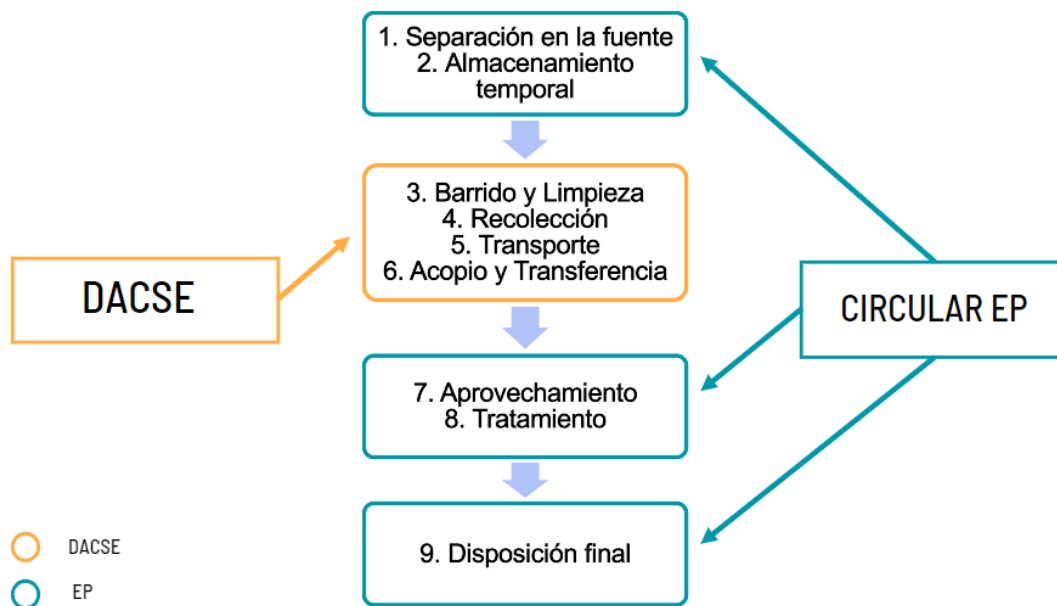 1. Separación en la fuente
2. Almacenamiento
temporal
3. Barrido y Limpieza
4. Recolección
5. Transporte
6. Acopio y Transferencia
DACSE
CIRCULAR EP
7. Aprovechamiento
8. Tratamiento
9. Disposición final
DACSE
EP